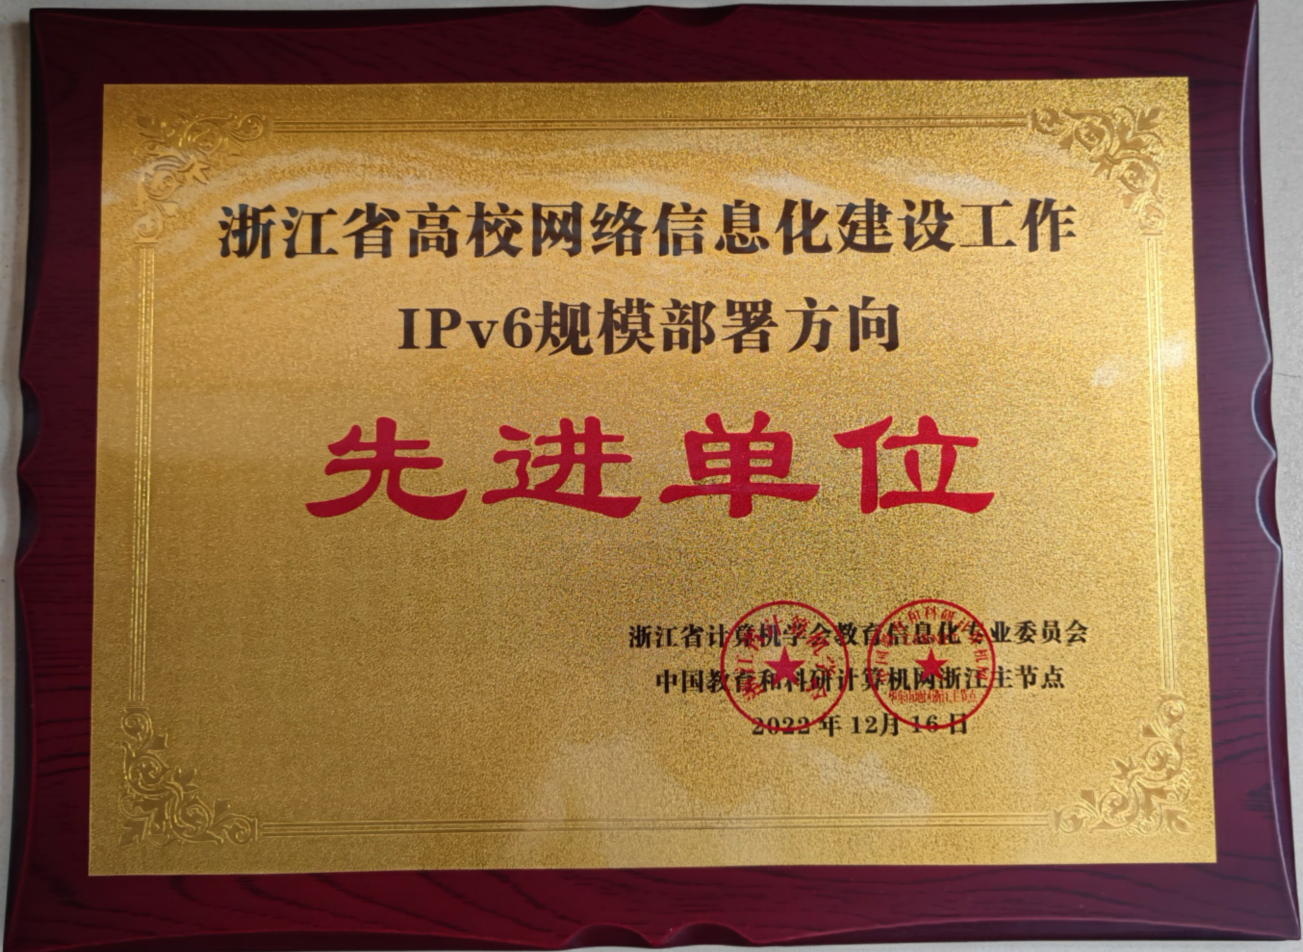 浙江省高校网络信息化建设工作
IPv6规模部署方向
先进单位
浙江省计算机学会教育信息化专业委员会
中国教育和科研计算机网浙江主节点
2022年12月16日